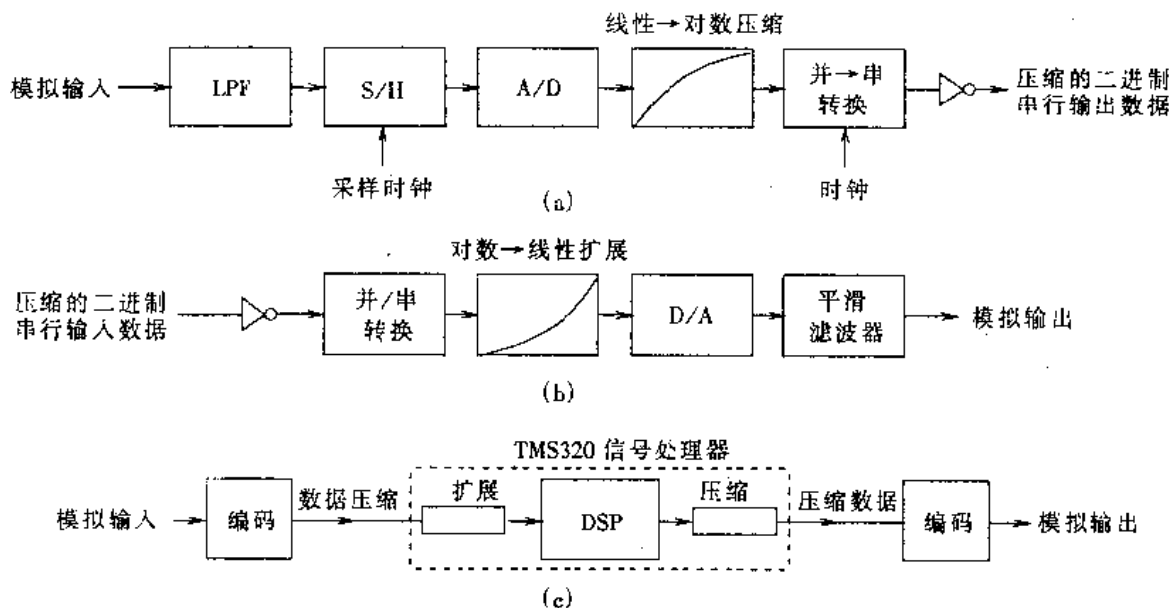 线性→对数压缩
模拟输入
LPF
S/H
A/D
并→串
转换
压缩的二进制
串行输出数据
采样时钟
时钟
(a)
对数→线性扩展
压缩的二进制
串行输入数据
并/串
转换
D/A
平滑
滤波器
模拟输出
(b)
TMS320 信号处理器
模拟输入
编码
数据压缩
扩展
DSP
压缩
压缩数据
编码
模拟输出
(c)